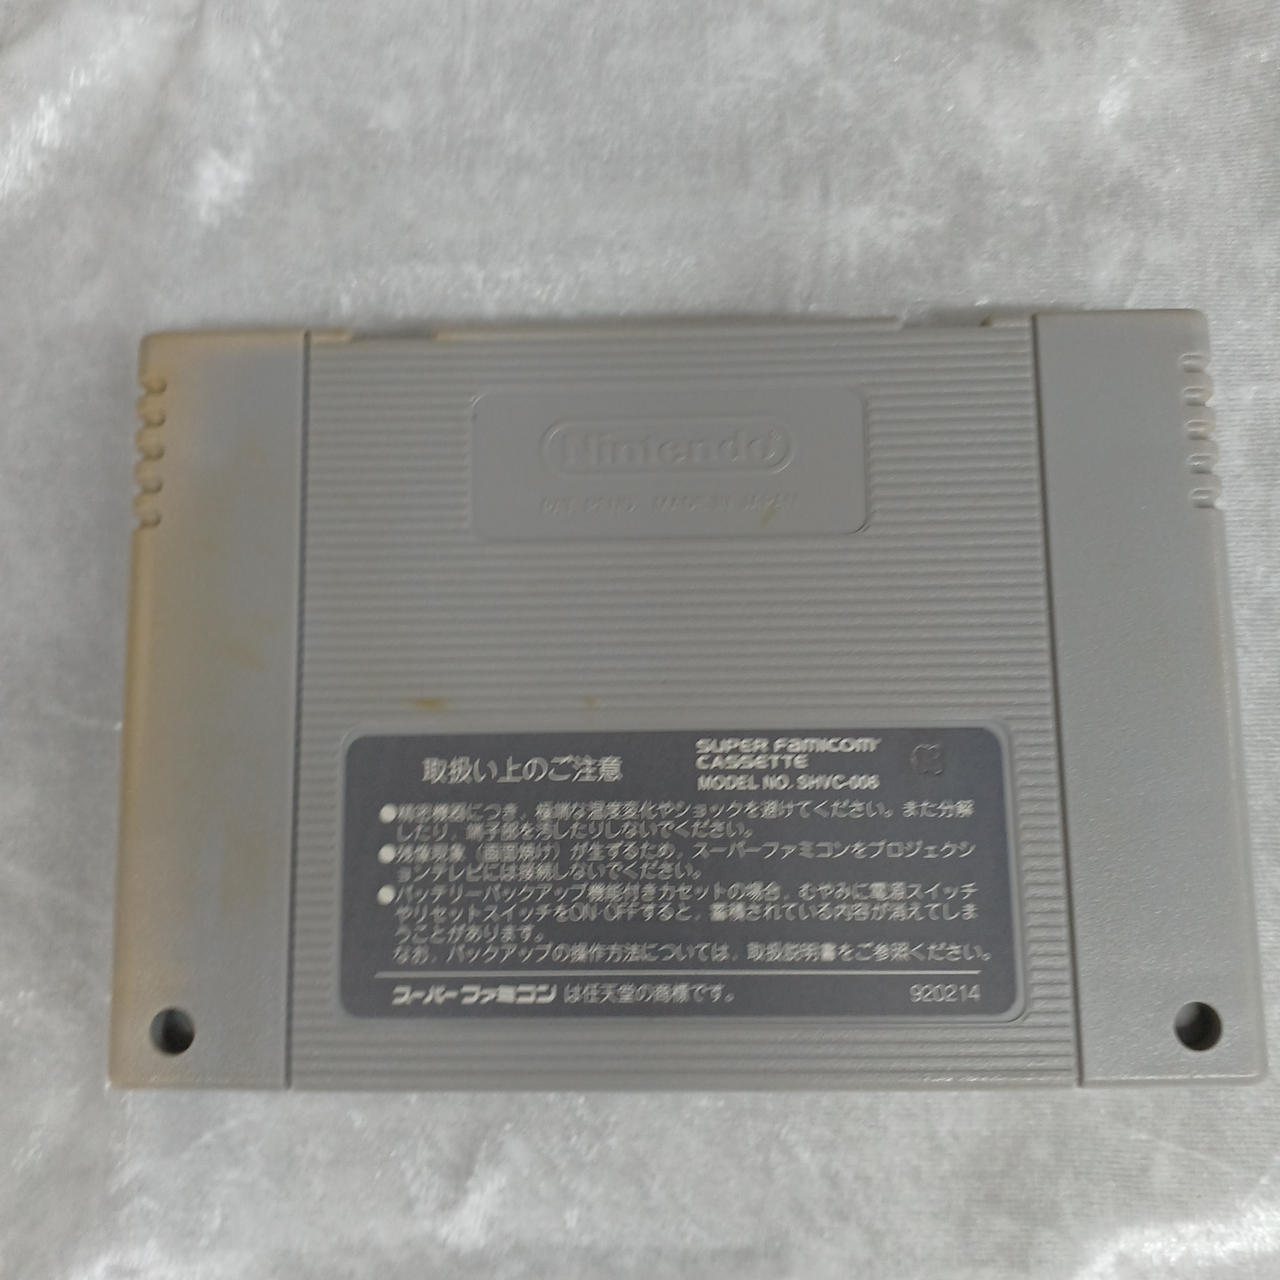 Nintendo
PAT. PEND. MADE IN JAPAN
取扱い上のご注意
SUPER Famicom
CASSETTE
MODEL NO. SHVC-006
●精密機器につき、極端な温度変化やショックを避けてください。また分解
したり、端子部を汚したりしないでください。
●残像現象(画面焼け)が生ずるため、スーパーファミコンをプロジェクシ
ョンテレビには接続しないでください。
●バッテリーバックアップ機能付きカセットの場合、むやみに電源スイッチ
やリセットスイッチをON・OFFすると、蓄積されている内容が消えてしま
うことがあります。
なお、バックアップの操作方法については、取扱説明書をご参照ください。
スーパーファミコンは任天堂の商標です。
920214